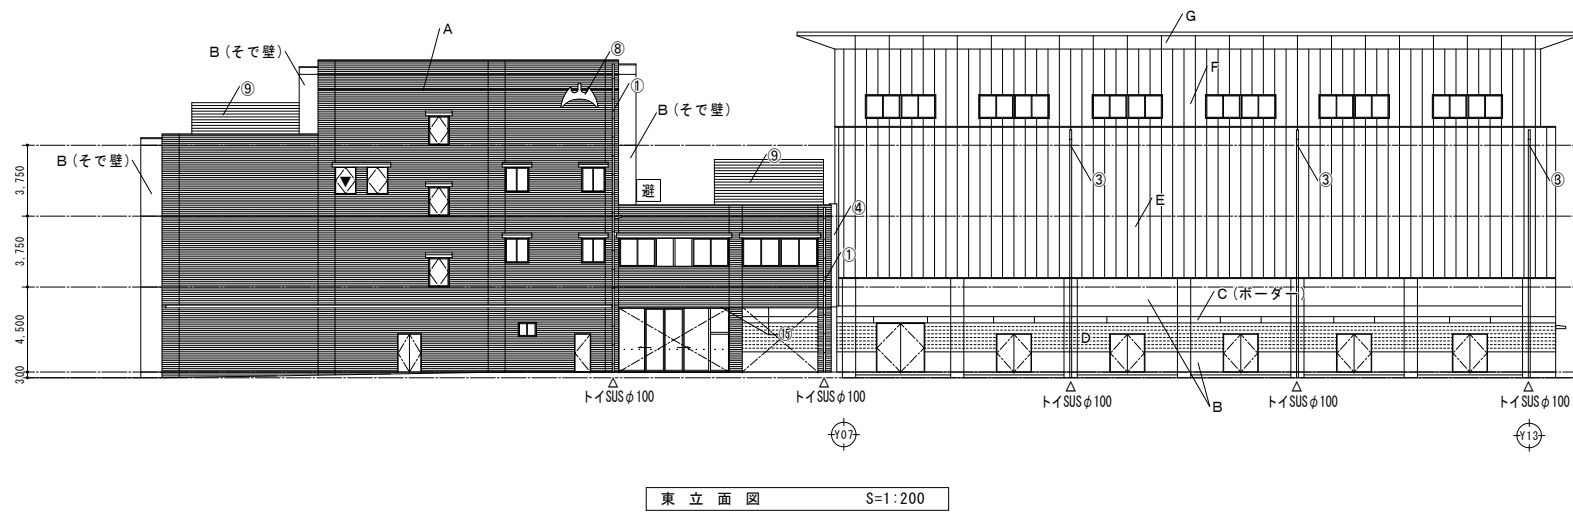 G
A
B(そで壁)
⑧
F
⑨
①
B(そで壁)
B(そで壁)
⑨
③
③
③
避
E
④
3,750
3,750
4,500
300
①
C(ボーダー)
⑮
D
B
トイSUSφ100
トイSUSφ100
トイSUSφ100
トイSUSφ100
トイSUSφ100
Y07
Y13
東立面図 S=1:200